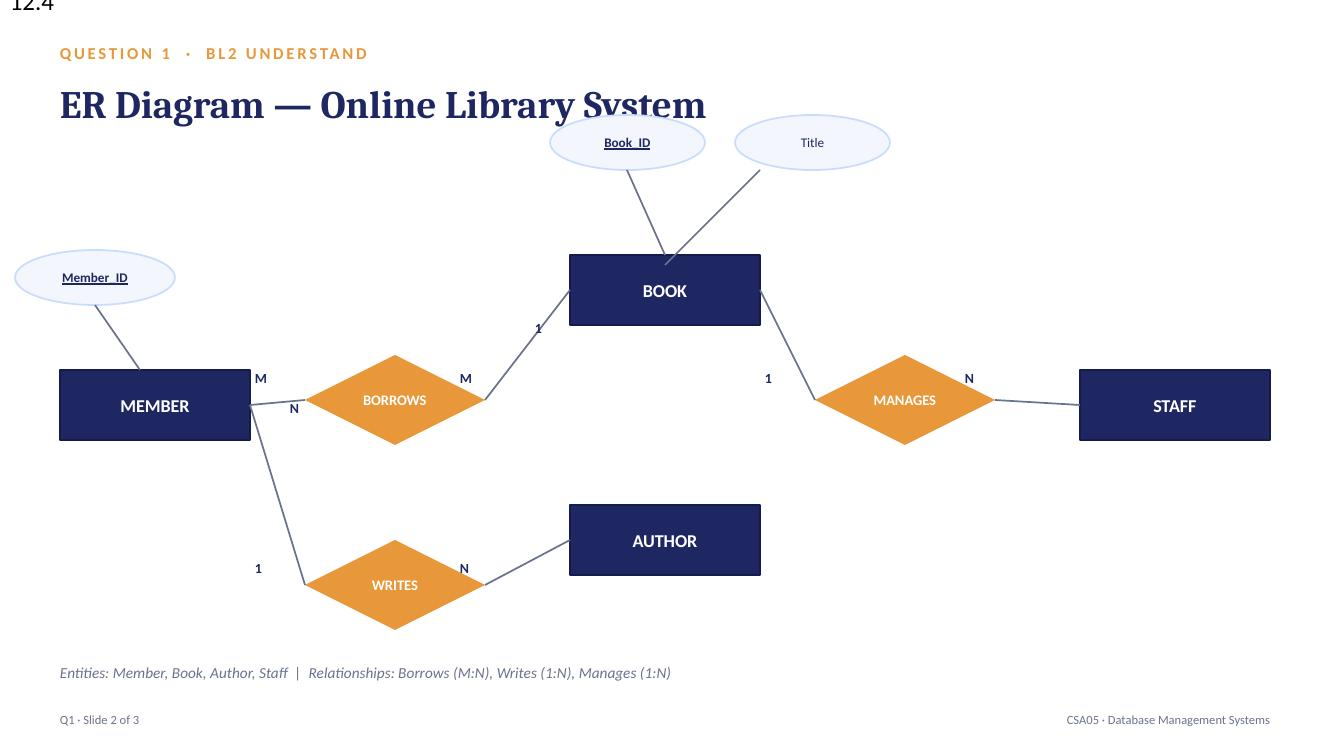 12.4
QUESTION 1 · BL2 UNDERSTAND
ER Diagram — Online Library System
Book_ID
Title
Member_ID
BOOK
1
M
M
1
N
MEMBER
N
BORROWS
MANAGES
STAFF
AUTHOR
1
N
WRITES
Entities: Member, Book, Author, Staff | Relationships: Borrows (M:N), Writes (1:N), Manages (1:N)
Q1 · Slide 2 of 3
CSA05 · Database Management Systems